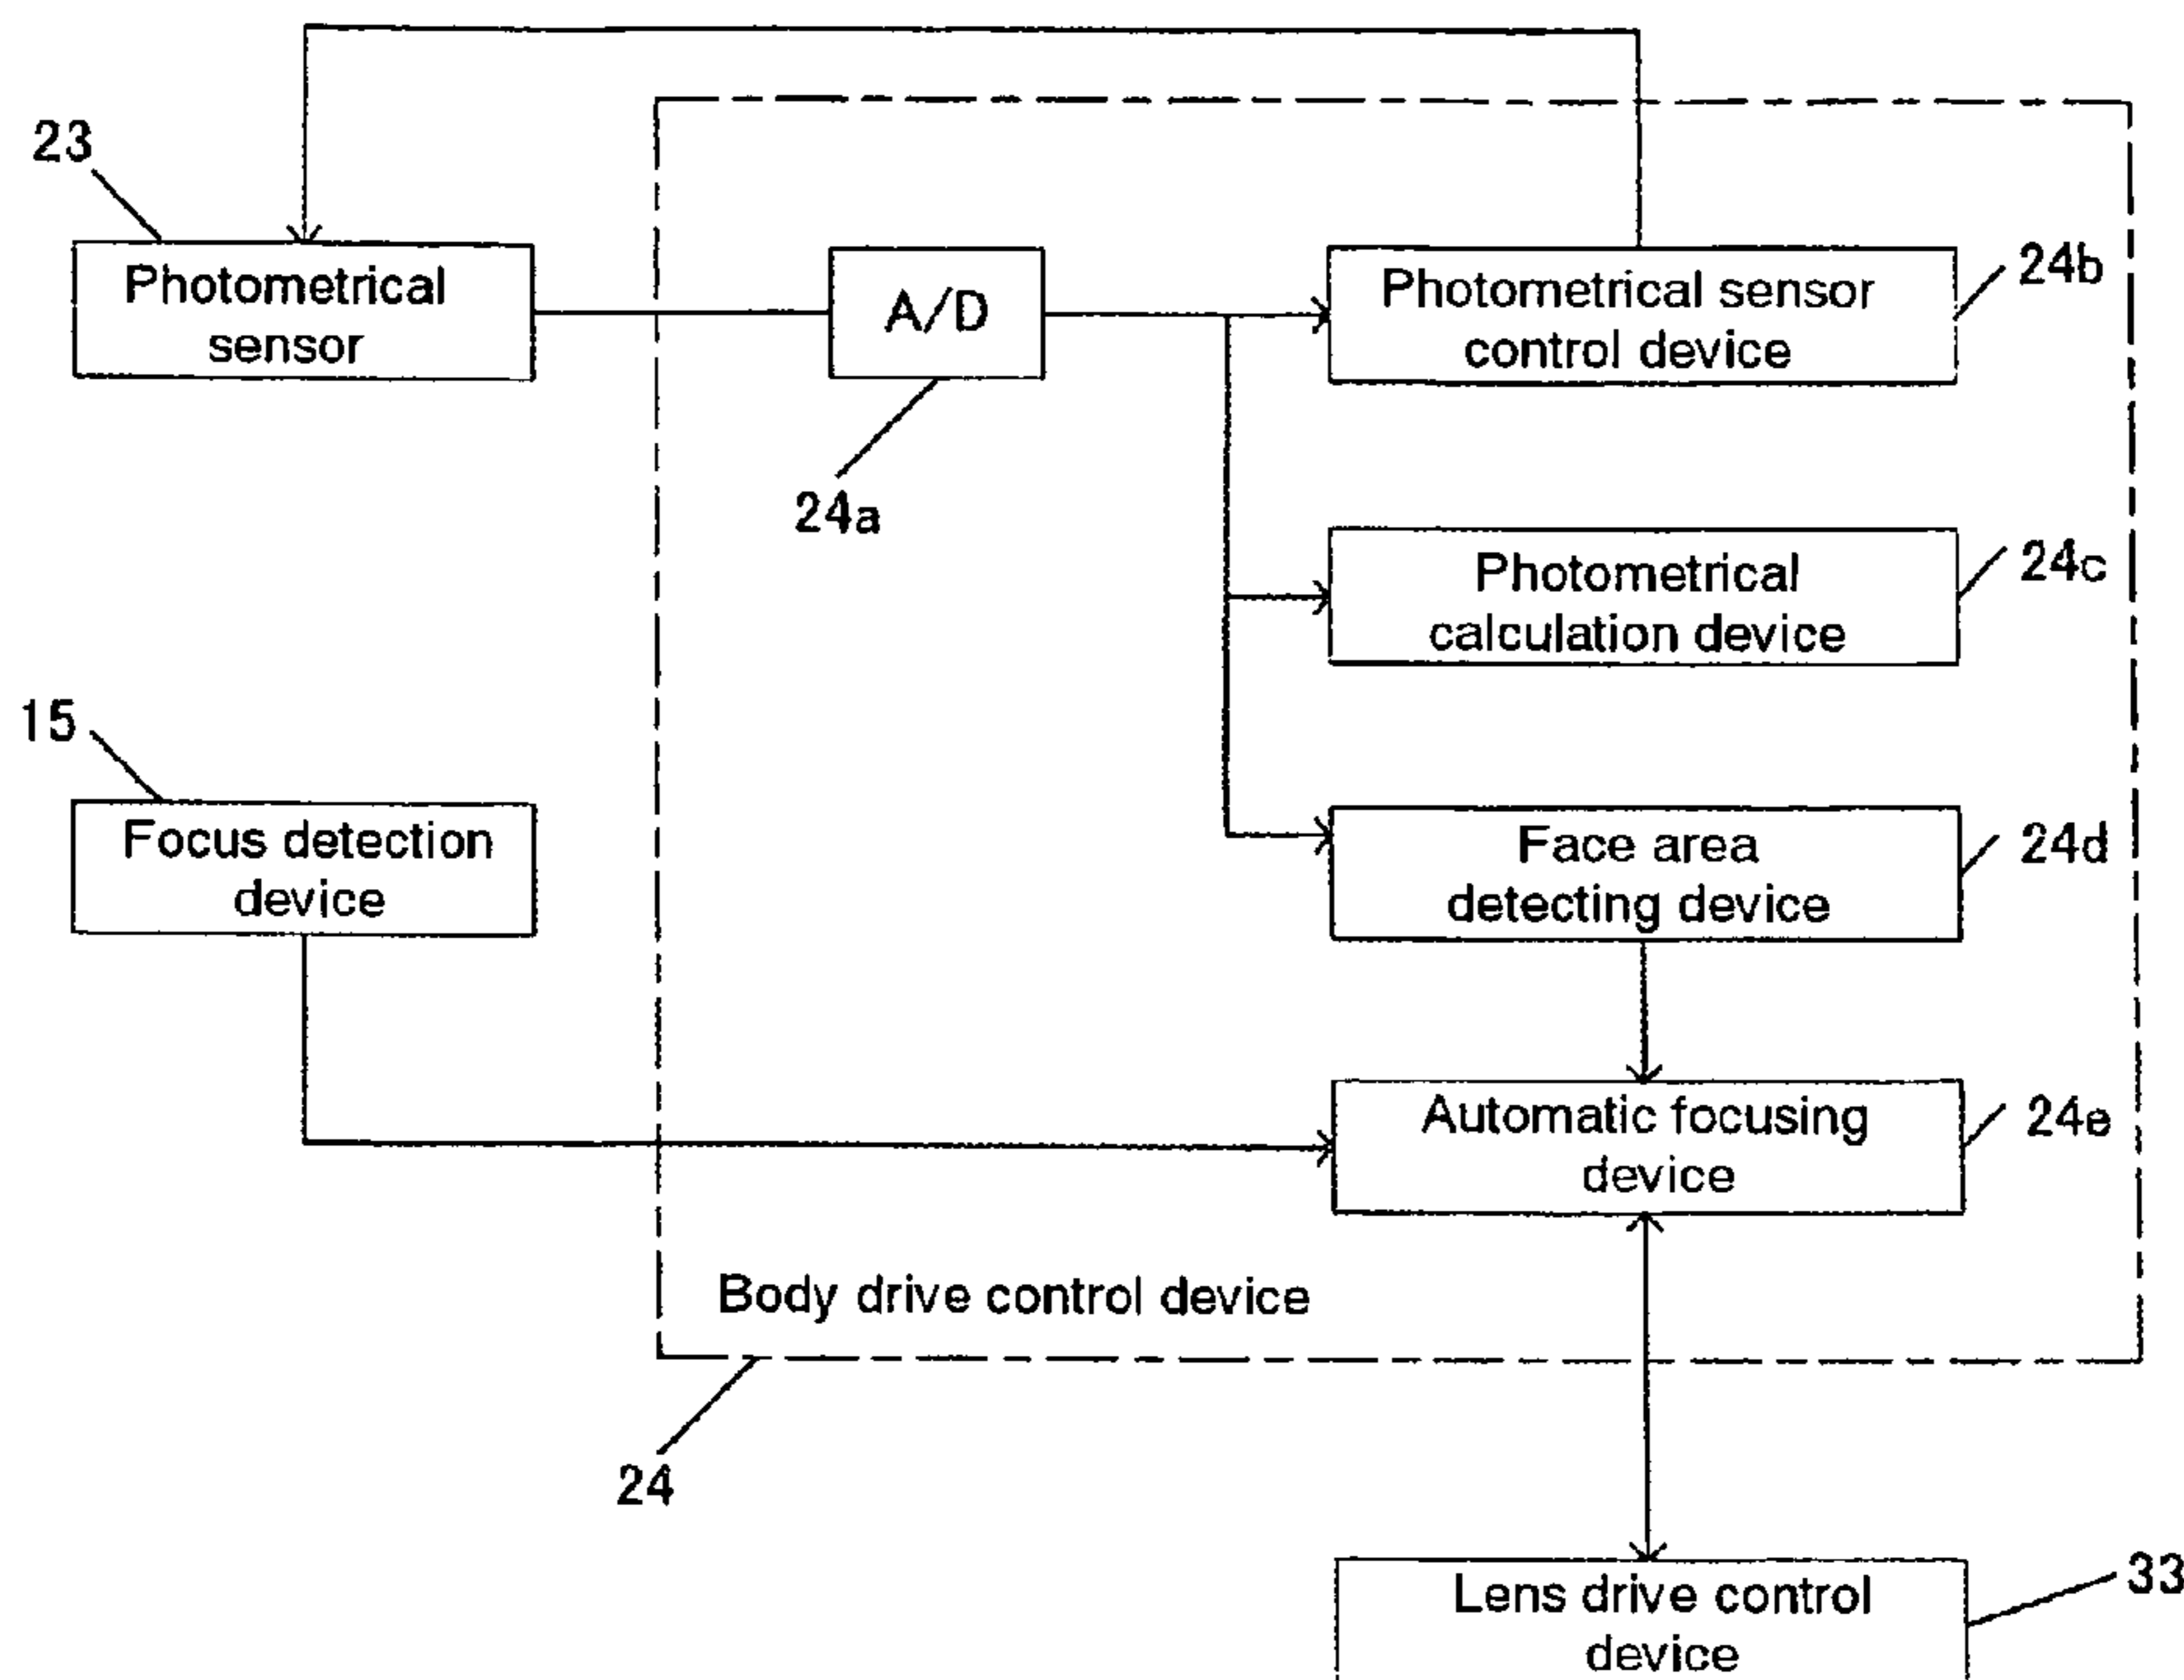 23
Photometrical
sensor
A/D
24a
Photometrical sensor
control device
24b
Photometrical
calculation device
24c
15
Focus detection
device
Face area
detecting device
24d
Automatic focusing
device
24e
Body drive control device
24
Lens drive control
device
33